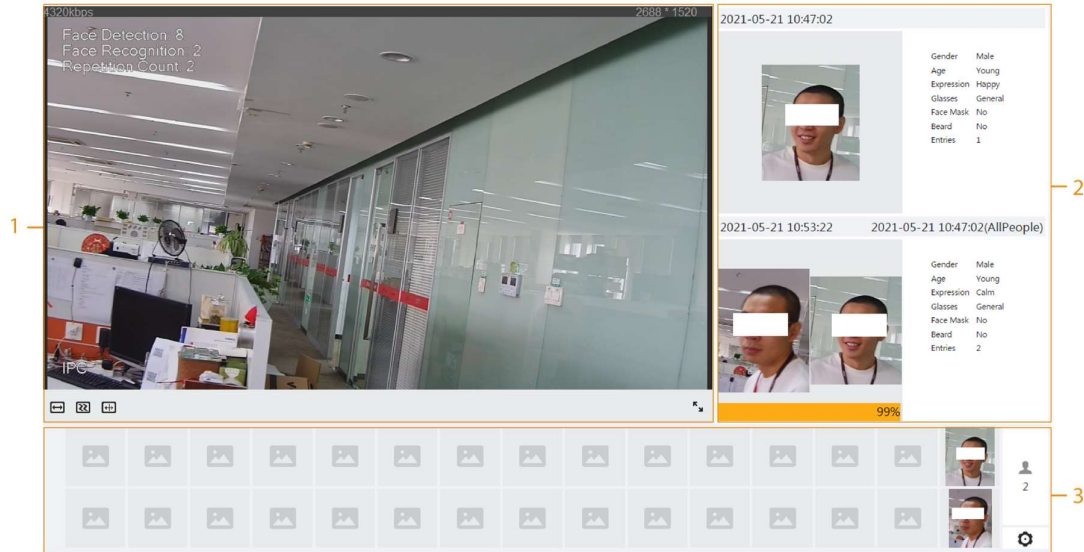 4320kbps
2688 * 1520
Face Detection: 8
Face Recognition: 2
Repetition Count: 2
IPC
1
2021-05-21 10:47:02
Gender Male
Age Young
Expression Happy
Glasses General
Face Mask No
Beard No
Entries 1
2
2021-05-21 10:53:22 2021-05-21 10:47:02(AllPeople)
Gender Male
Age Young
Expression Calm
Glasses General
Face Mask No
Beard No
Entries 2
99%
2
3